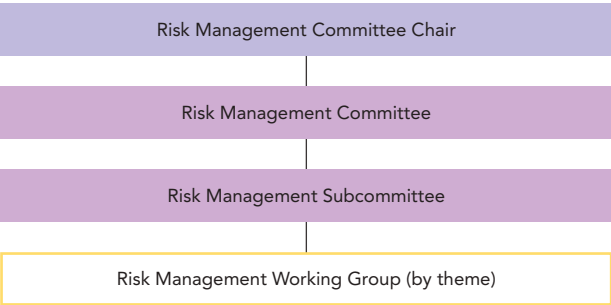 Risk Management Committee Chair
Risk Management Committee
Risk Management Subcommittee
Risk Management Working Group (by theme)